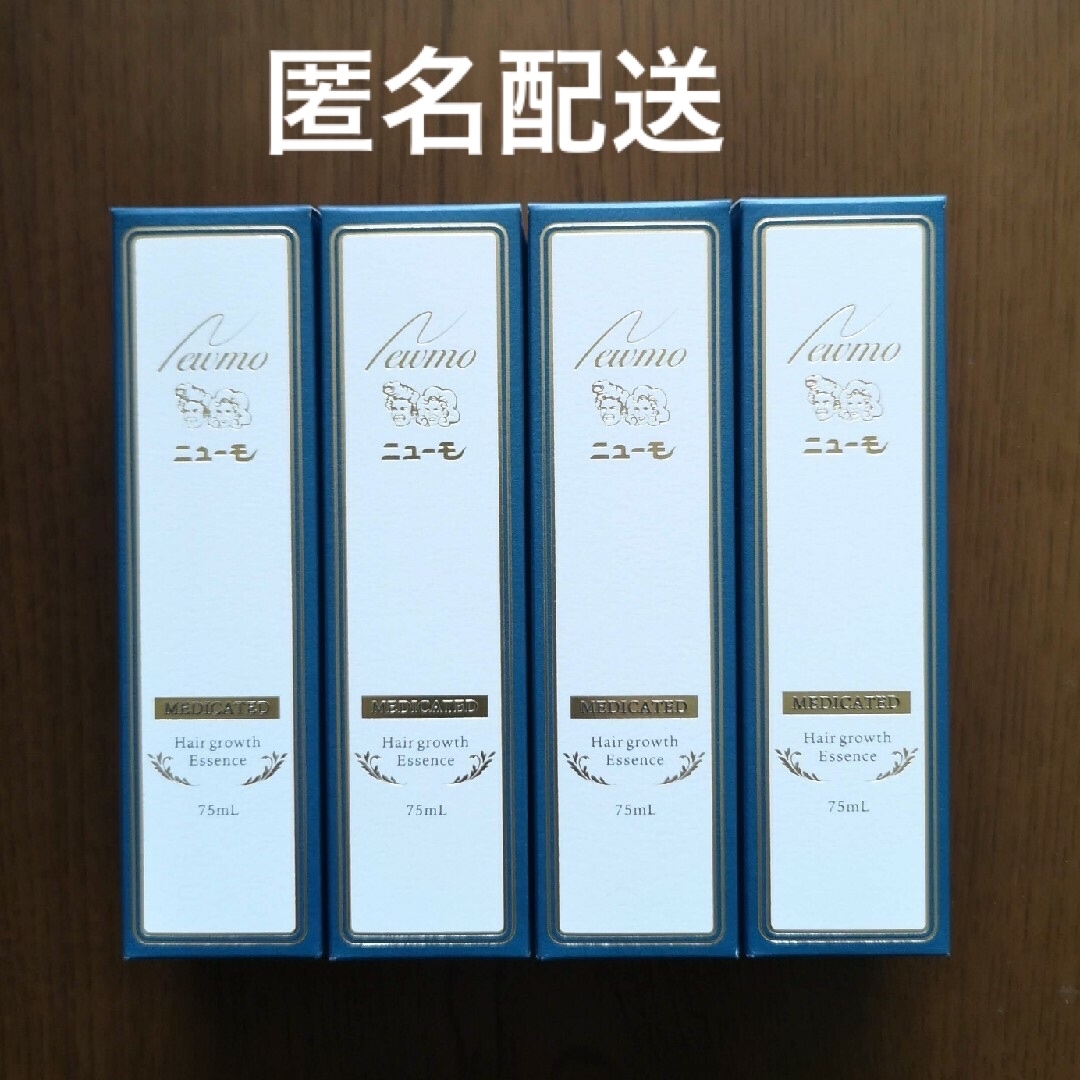 匿名配送
Newmo
ニューモ
MEDICATED
Hair growth
Essence
75mL
Newmo
ニューモ
MEDICATED
Hair growth
Essence
75mL
Newmo
ニューモ
MEDICATED
Hair growth
Essence
75mL
Newmo
ニューモ
MEDICATED
Hair growth
Essence
75mL